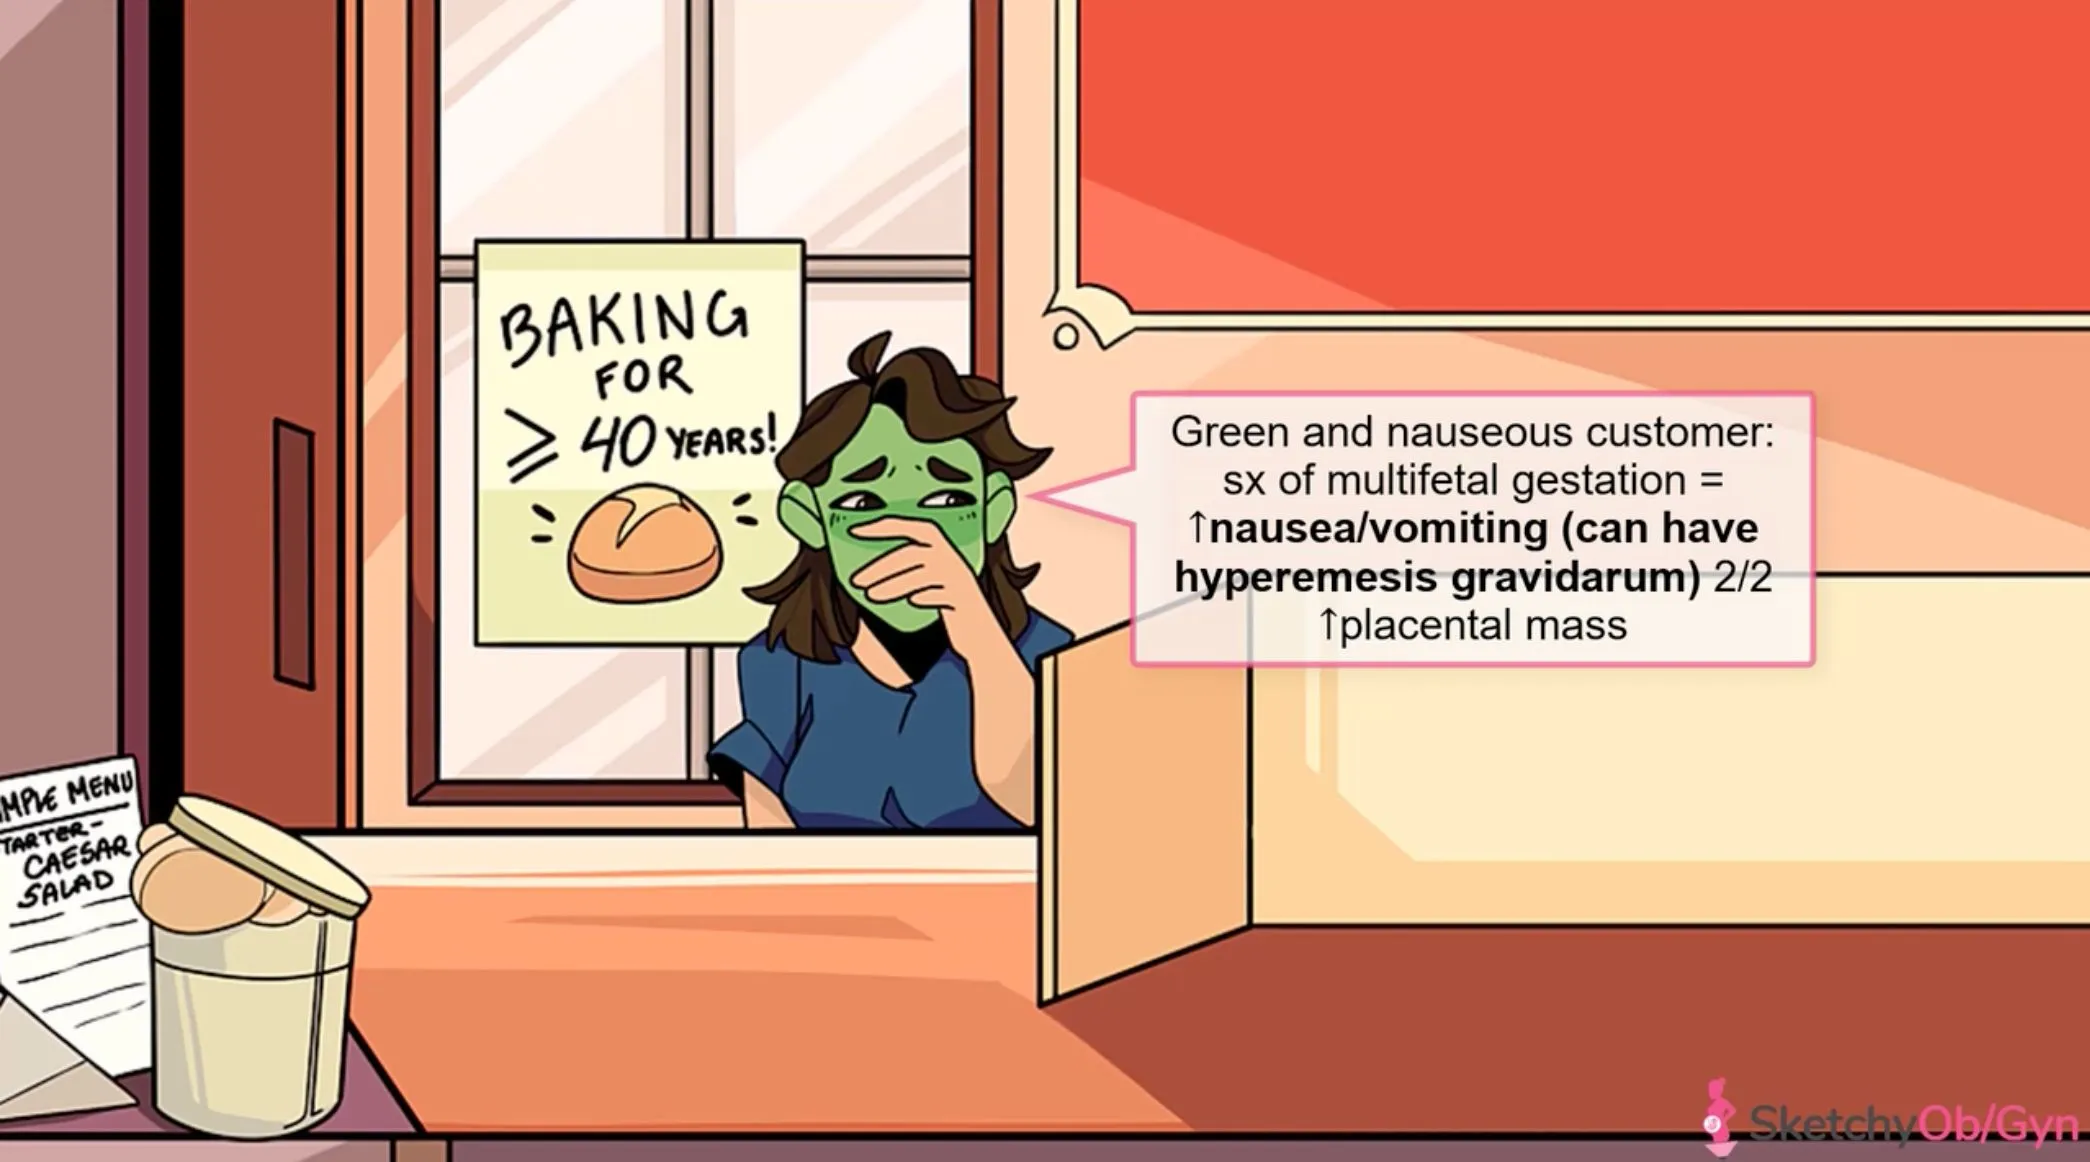 BAKING
FOR
≥ 40 YEARS!
Green and nauseous customer:
sx of multifetal gestation =
↑nausea/vomiting (can have
hyperemesis gravidarum) 2/2
↑placental mass
MPLE MENU
TARTER-
CAESAR
SALAD
SketchyOb/Gyn